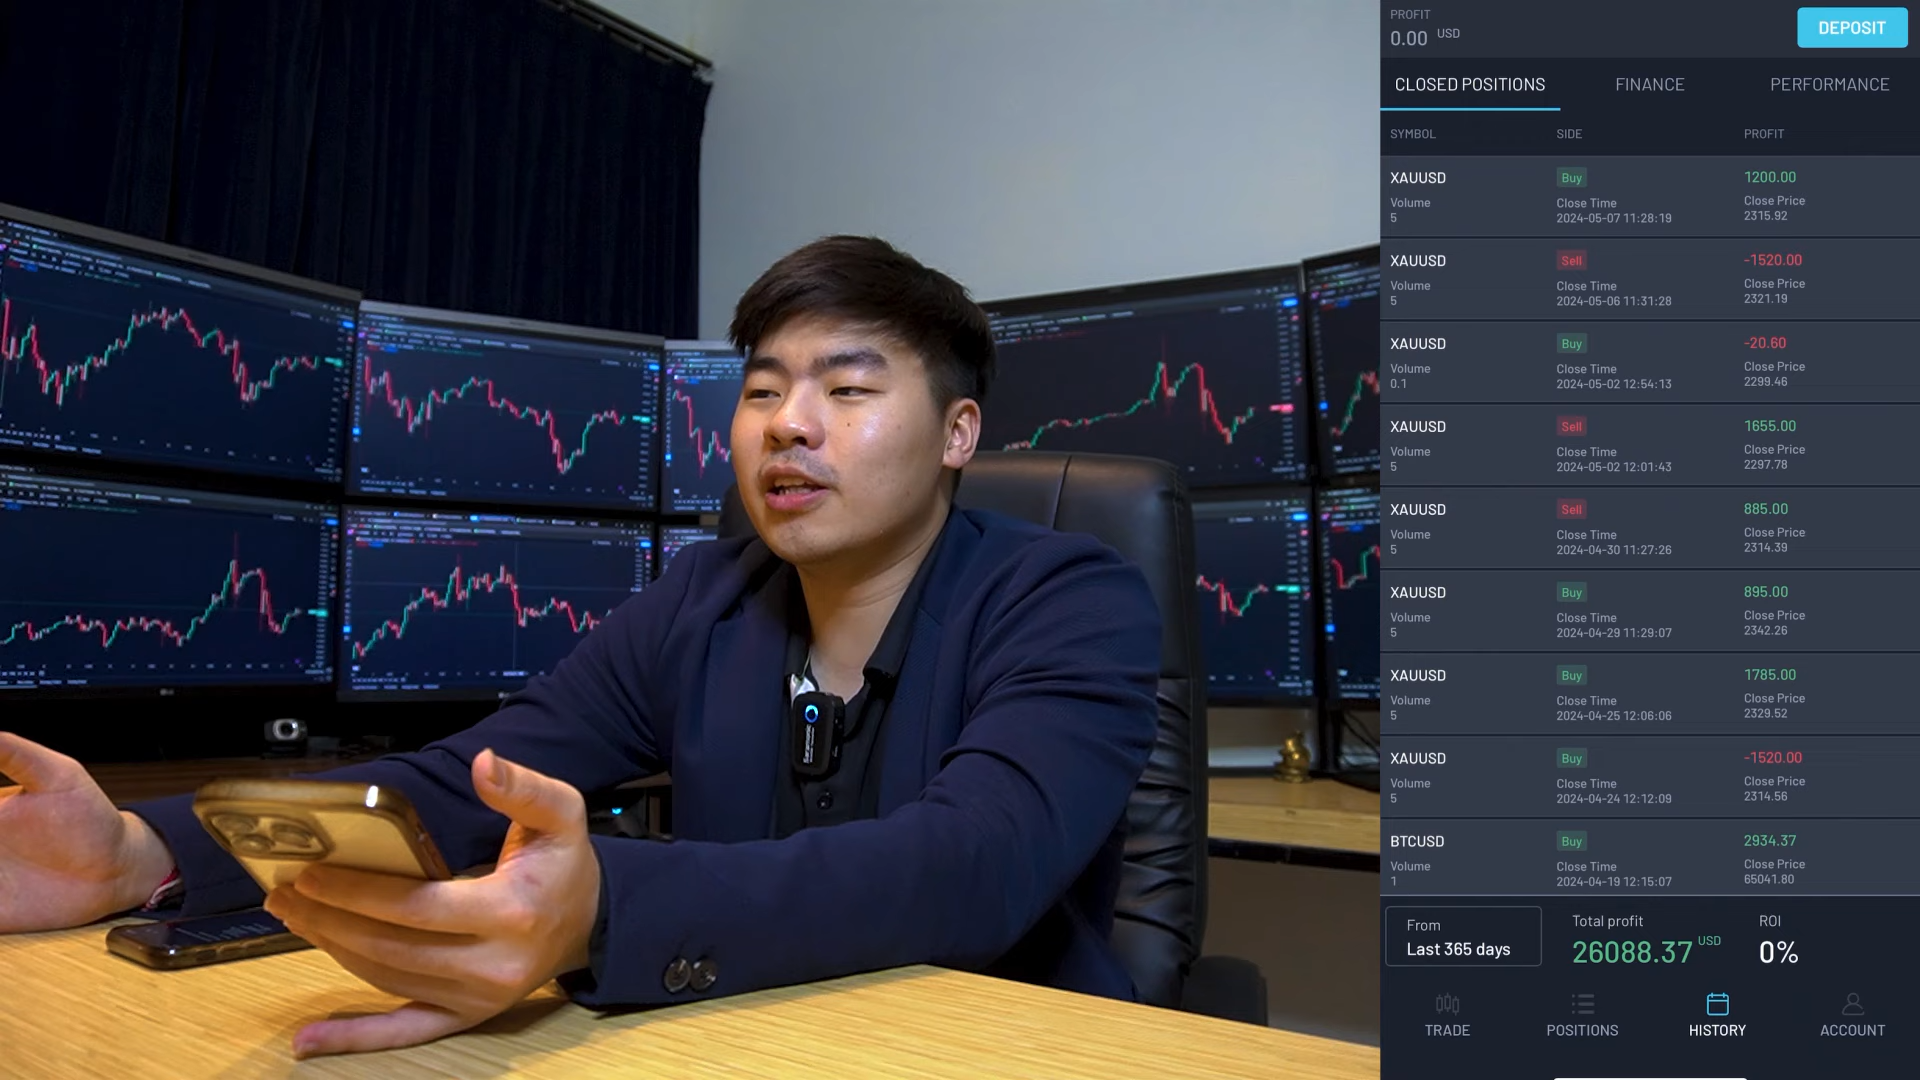 PROFIT
0.00 USD
DEPOSIT
CLOSED POSITIONS FINANCE PERFORMANCE
SYMBOL SIDE PROFIT
XAUUSD Buy 1200.00
Volume Close Time Close Price
5 2024-05-07 11:28:19 2315.92
XAUUSD Sell -1520.00
Volume Close Time Close Price
5 2024-05-06 11:31:28 2321.19
XAUUSD Buy -20.60
Volume Close Time Close Price
0.1 2024-05-02 12:54:13 2299.46
XAUUSD Sell 1655.00
Volume Close Time Close Price
5 2024-05-02 12:01:43 2297.78
XAUUSD Sell 885.00
Volume Close Time Close Price
5 2024-04-30 11:27:26 2314.39
XAUUSD Buy 895.00
Volume Close Time Close Price
5 2024-04-29 11:29:07 2342.26
XAUUSD Buy 1785.00
Volume Close Time Close Price
5 2024-04-25 12:06:06 2329.52
XAUUSD Buy -1520.00
Volume Close Time Close Price
5 2024-04-24 12:12:09 2314.56
BTCUSD Buy 2934.37
Volume Close Time Close Price
1 2024-04-19 12:15:07 65041.80
From Total profit ROI
Last 365 days 26088.37 USD 0%
TRADE POSITIONS HISTORY ACCOUNT
Saramonic
LG